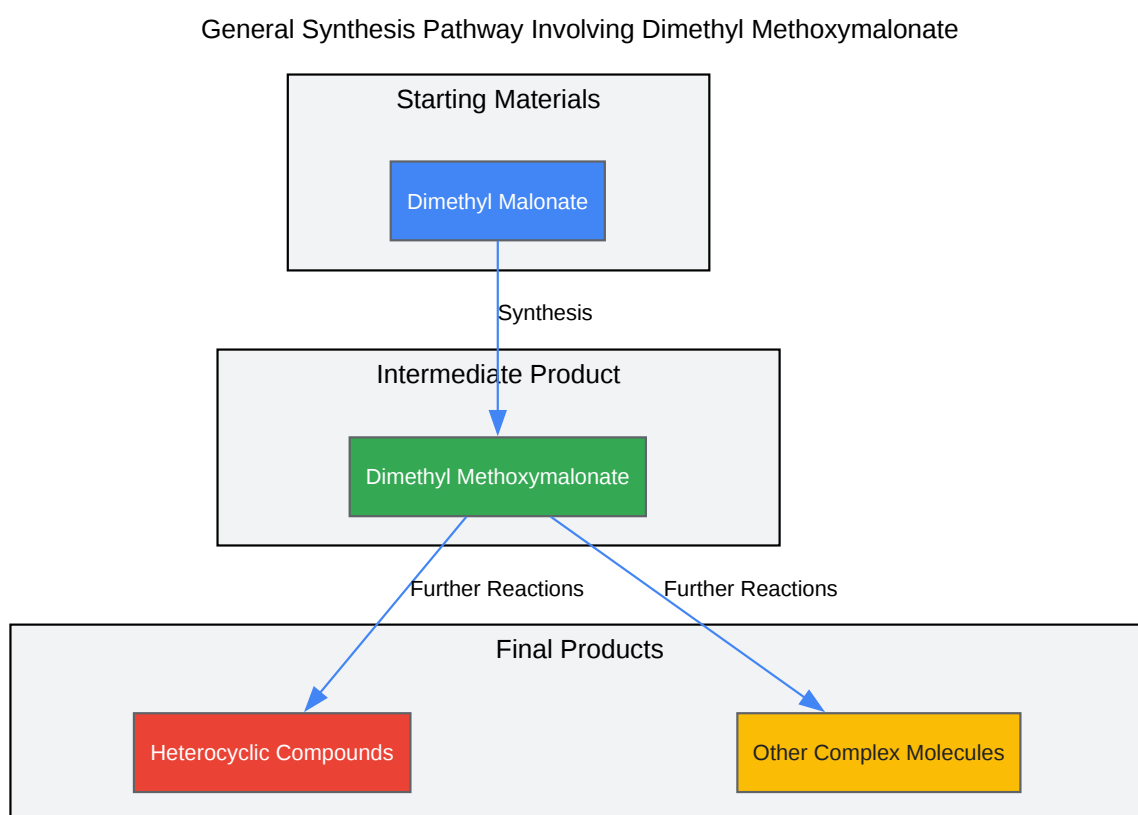 General Synthesis Pathway Involving Dimethyl Methoxymalonate
Starting Materials
Dimethyl Malonate
Synthesis
Intermediate Product
Dimethyl Methoxymalonate
Further Reactions
Further Reactions
Final Products
Heterocyclic Compounds
Other Complex Molecules